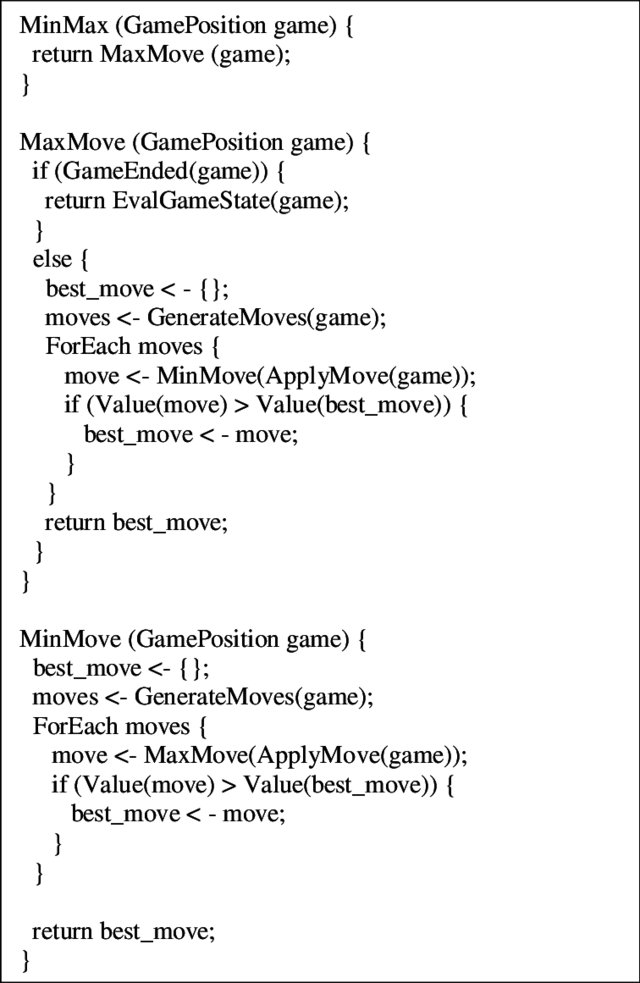 MinMax (GamePosition game) {
return MaxMove (game);
}
MaxMove (GamePosition game) {
if (GameEnded(game)) {
return EvalGameState(game);
}
else {
best_move < - {};
moves <- GenerateMoves(game);
ForEach moves {
move <- MinMove(ApplyMove(game));
if (Value(move) > Value(best_move)) {
best_move < - move;
}
}
return best_move;
}
}
MinMove (GamePosition game) {
best_move <- {};
moves <- GenerateMoves(game);
ForEach moves {
move <- MaxMove(ApplyMove(game));
if (Value(move) > Value(best_move)) {
best_move < - move;
}
}
return best_move;
}